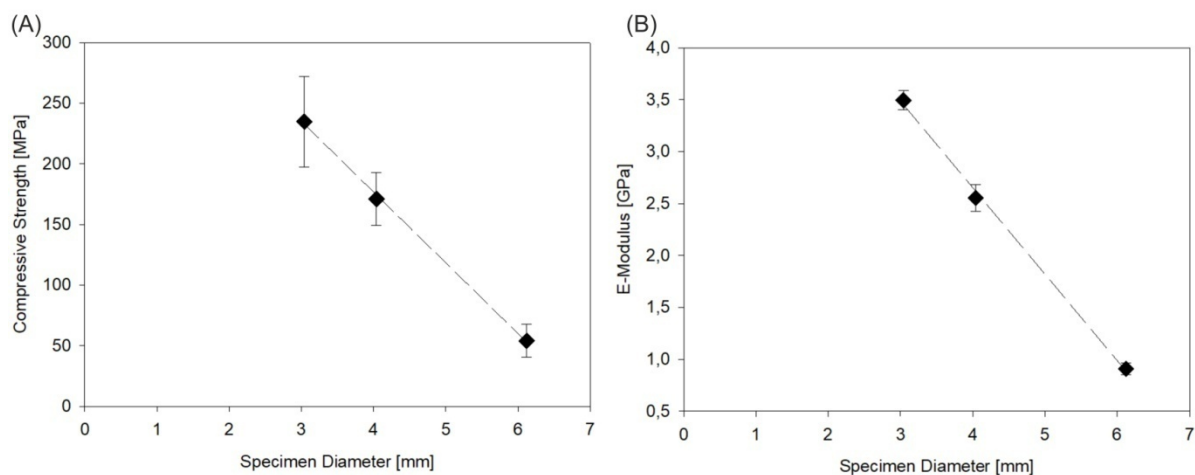 (A)
Compressive Strength [MPa]
300
250
200
150
100
50
0
0 1 2 3 4 5 6 7
Specimen Diameter [mm]
(B)
E-Modulus [GPa]
4,0
3,5
3,0
2,5
2,0
1,5
1,0
0,5
0 1 2 3 4 5 6 7
Specimen Diameter [mm]